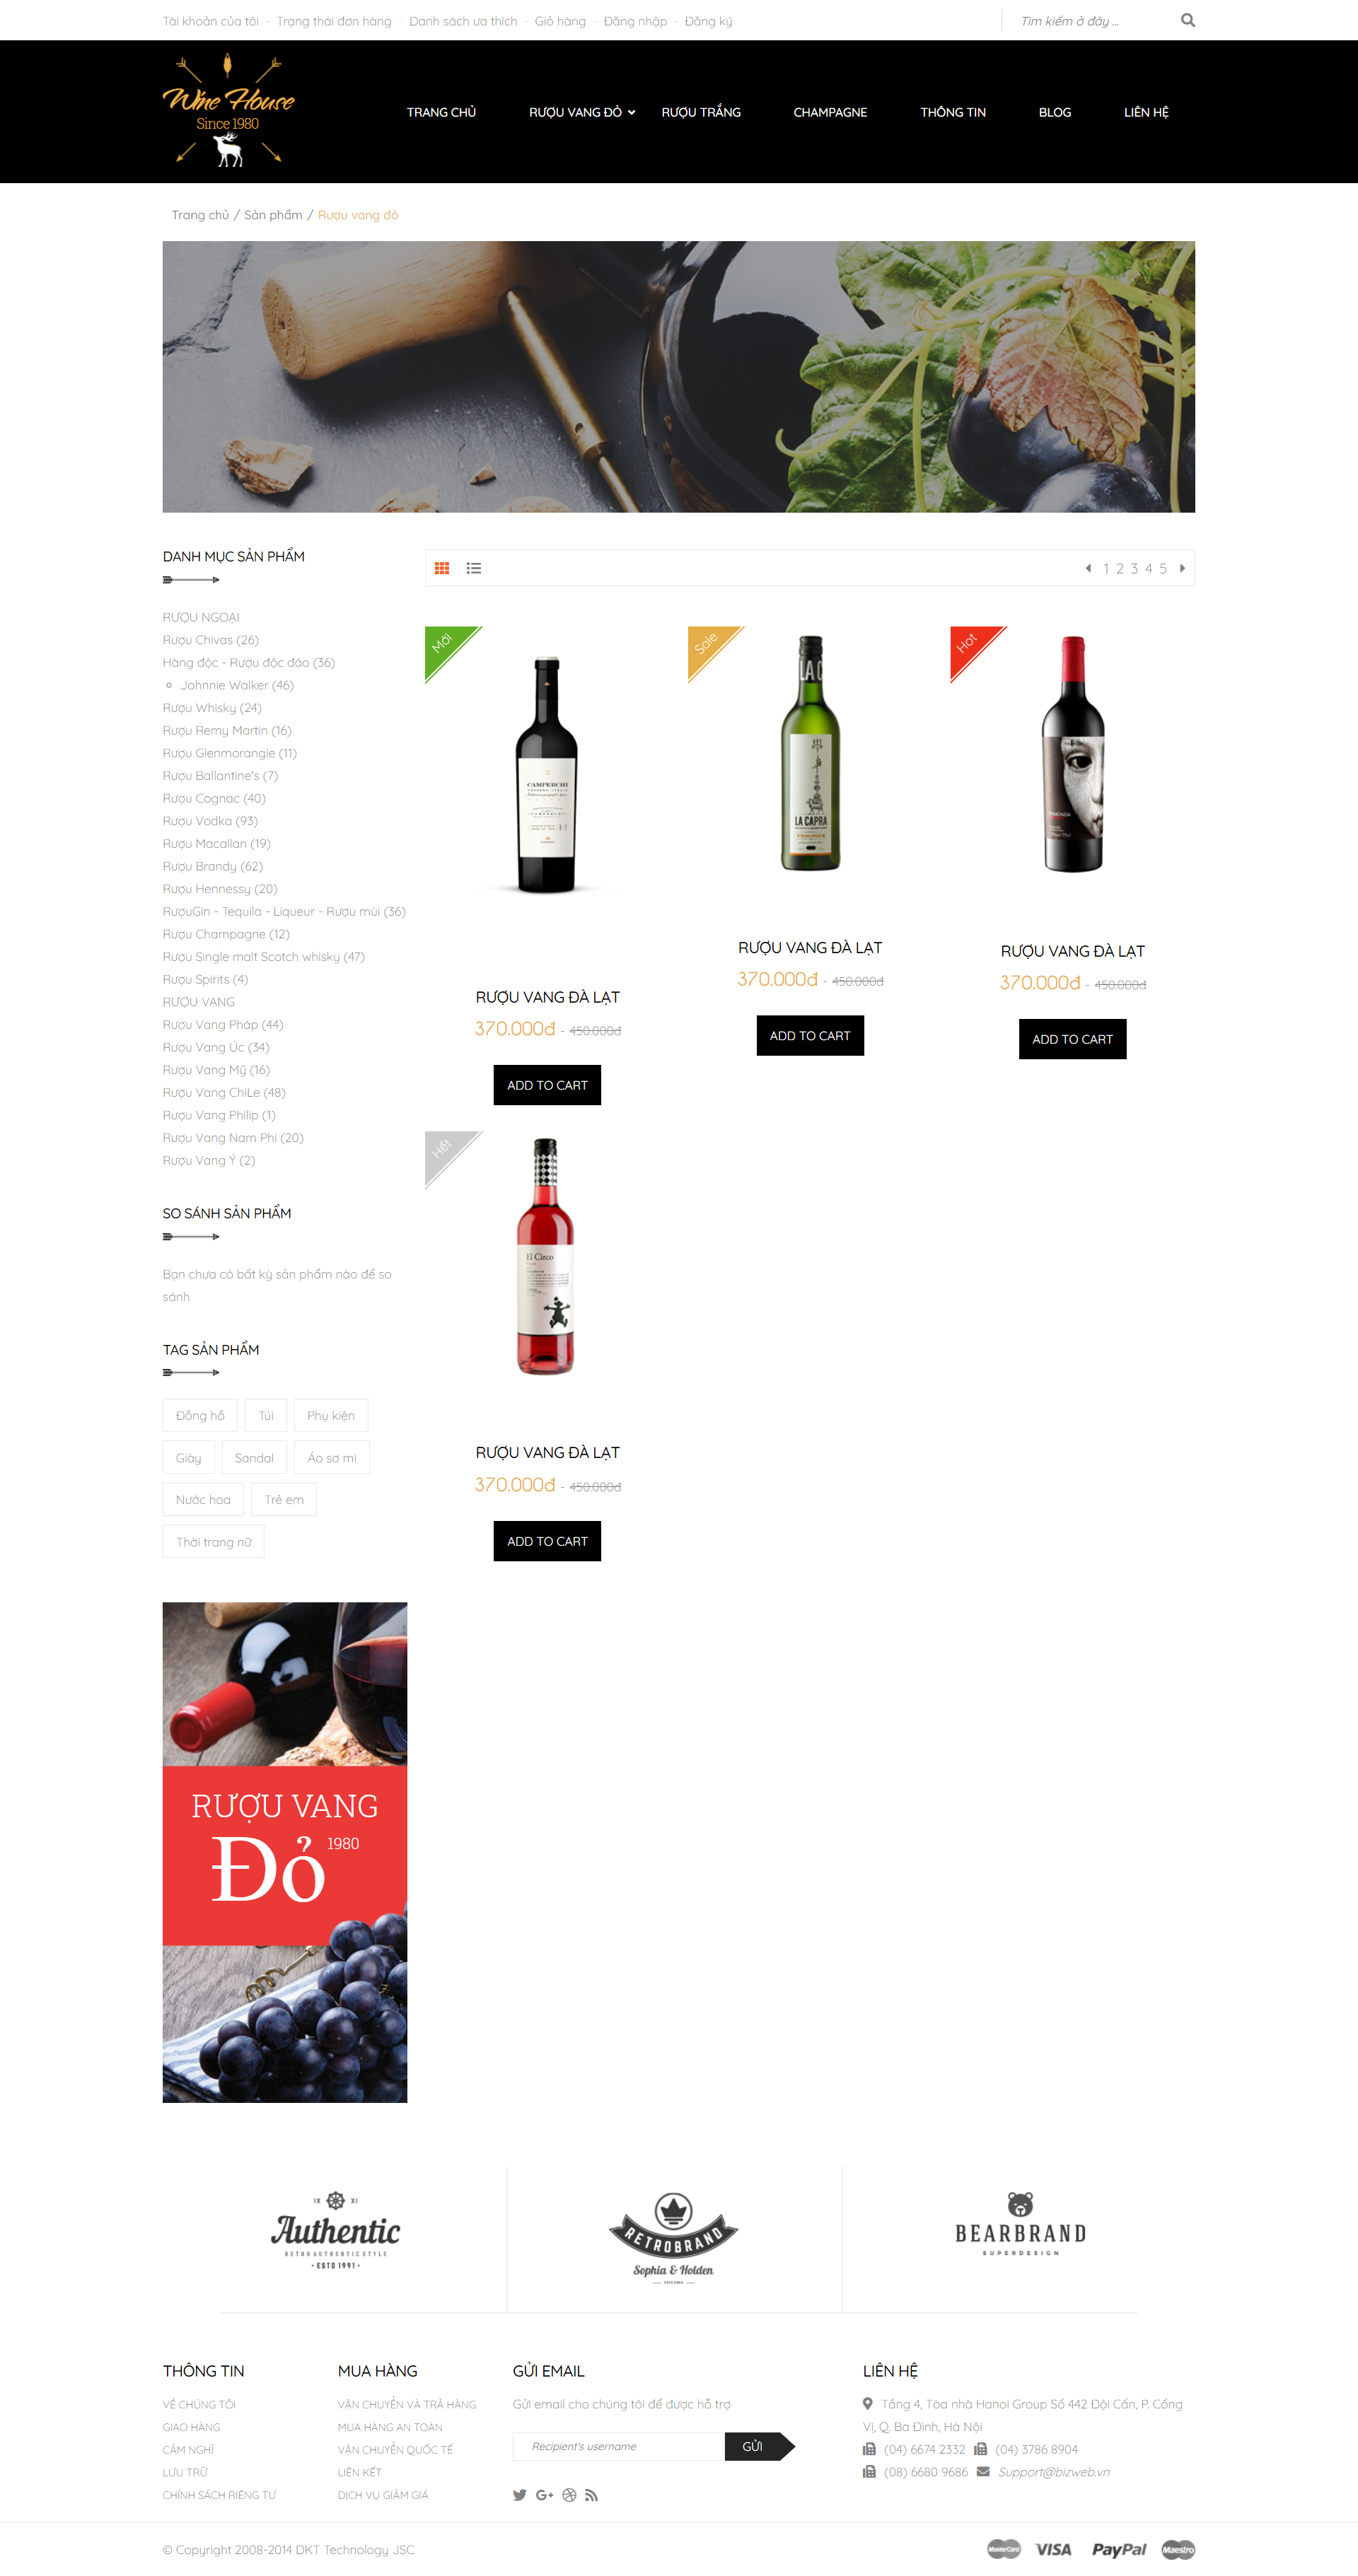 Tài khoản của tôi - Trạng thái đơn hàng - Danh sách ưa thích - Giỏ hàng - Đăng nhập - Đăng ký
Tìm kiếm ở đây ...
Wine House
Since 1980
TRANG CHỦ RƯỢU VANG ĐỎ RƯỢU TRẮNG CHAMPAGNE THÔNG TIN BLOG LIÊN HỆ
Trang chủ / Sản phẩm / Rượu vang đỏ
DANH MỤC SẢN PHẨM
RƯỢU NGOẠI
Rượu Chivas (26)
Hàng độc - Rượu độc đáo (36)
Johnnie Walker (46)
Rượu Whisky (24)
Rượu Remy Martin (16)
Rượu Glenmorangie (11)
Rượu Ballantine's (7)
Rượu Cognac (40)
Rượu Vodka (93)
Rượu Macallan (19)
Rượu Brandy (62)
Rượu Hennessy (20)
RượuGin - Tequila - Liqueur - Rượu mùi (36)
Rượu Champagne (12)
Rượu Single malt Scotch whisky (47)
Rượu Spirits (4)
RƯỢU VANG
Rượu Vang Pháp (44)
Rượu Vang Úc (34)
Rượu Vang Mỹ (16)
Rượu Vang ChiLe (48)
Rượu Vang Philip (1)
Rượu Vang Nam Phi (20)
Rượu Vang Ý (2)
SO SÁNH SẢN PHẨM
Bạn chưa có bất kỳ sản phẩm nào để so
sánh
TAG SẢN PHẨM
Đồng hồ Túi Phụ kiện
Giày Sandal Áo sơ mi
Nước hoa Trẻ em
Thời trang nữ
RƯỢU VANG
Đỏ 1980
1 2 3 4 5
Mới
CAMPERCHI
RƯỢU VANG ĐÀ LẠT
370.000đ - 450.000đ
ADD TO CART
Sale
LA CAPRA
VIOGNIER
RƯỢU VANG ĐÀ LẠT
370.000đ - 450.000đ
ADD TO CART
Hot
RƯỢU VANG ĐÀ LẠT
370.000đ - 450.000đ
ADD TO CART
Hết
El Circo
RƯỢU VANG ĐÀ LẠT
370.000đ - 450.000đ
ADD TO CART
IX XI
Authentic
RETROAUTHENTICSTYLE
• ESTD 1991 •
RETROBRAND
Sophia & Holden
BEARBRAND
SUPERDESIGN
THÔNG TIN
VỀ CHÚNG TÔI
GIAO HÀNG
CẢM NGHĨ
LƯU TRỮ
CHÍNH SÁCH RIÊNG TƯ
MUA HÀNG
VẬN CHUYỂN VÀ TRẢ HÀNG
MUA HÀNG AN TOÀN
VẬN CHUYỂN QUỐC TẾ
LIÊN KẾT
DỊCH VỤ GIẢM GIÁ
GỬI EMAIL
Gửi email cho chúng tôi để được hỗ trợ
Recipient's username GỬI
LIÊN HỆ
Tầng 4, Tòa nhà Hanoi Group Số 442 Đội Cấn, P. Cống
Vị, Q. Ba Đình, Hà Nội
(04) 6674 2332 (04) 3786 8904
(08) 6680 9686 Support@bizweb.vn
© Copyright 2008-2014 DKT Technology JSC
MasterCard VISA PayPal Maestro